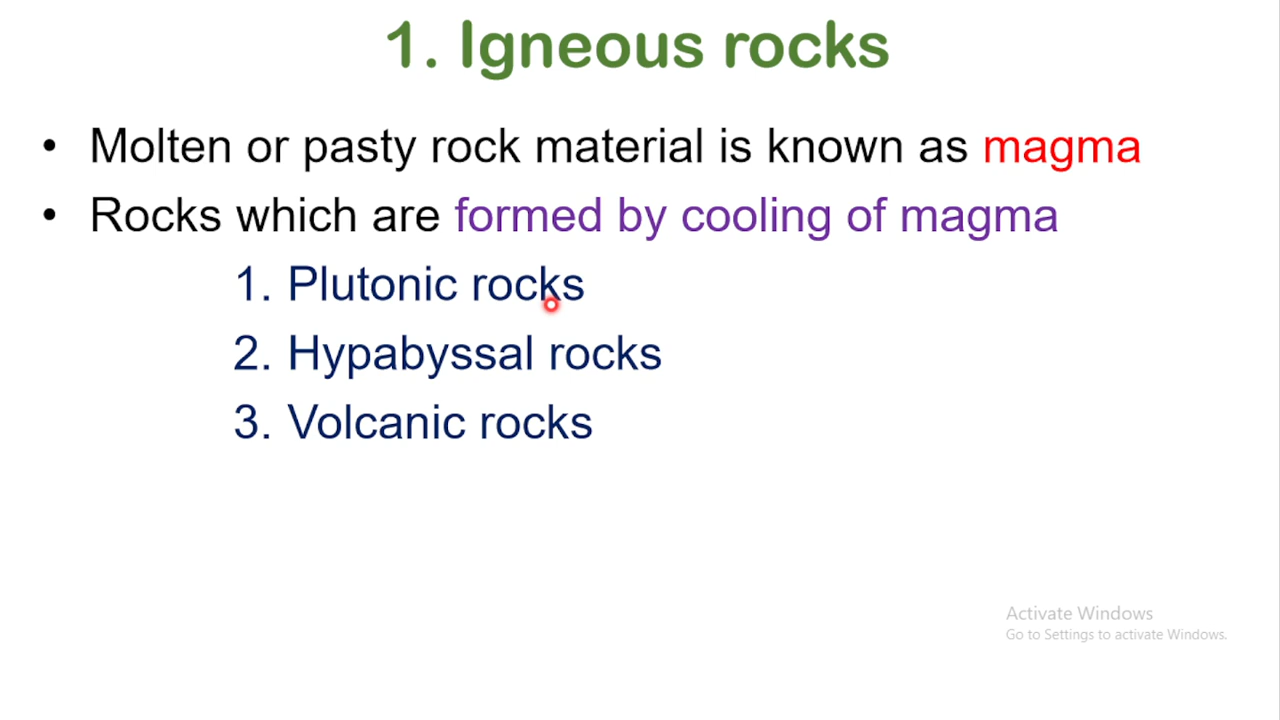 1. Igneous rocks
• Molten or pasty rock material is known as magma
• Rocks which are formed by cooling of magma
1. Plutonic rocks
2. Hypabyssal rocks
3. Volcanic rocks
Activate Windows
Go to Settings to activate Windows.